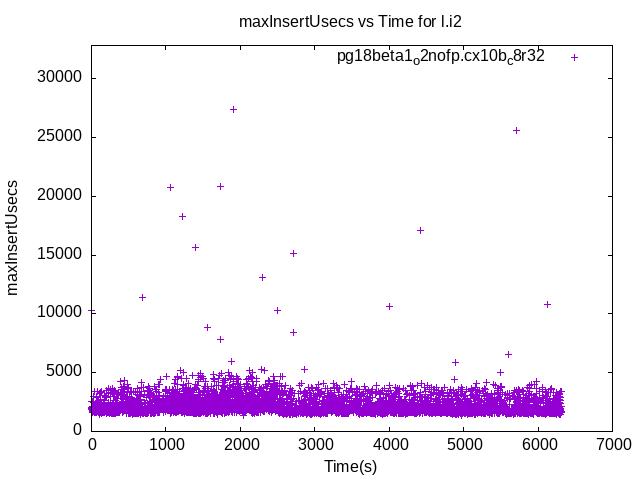 maxInsertUsecs vs Time for l.i2
pg18beta1_o2nofp.cx10b_c8r32
30000
25000
20000
15000
10000
5000
0
maxInsertUsecs
0 1000 2000 3000 4000 5000 6000 7000
Time(s)